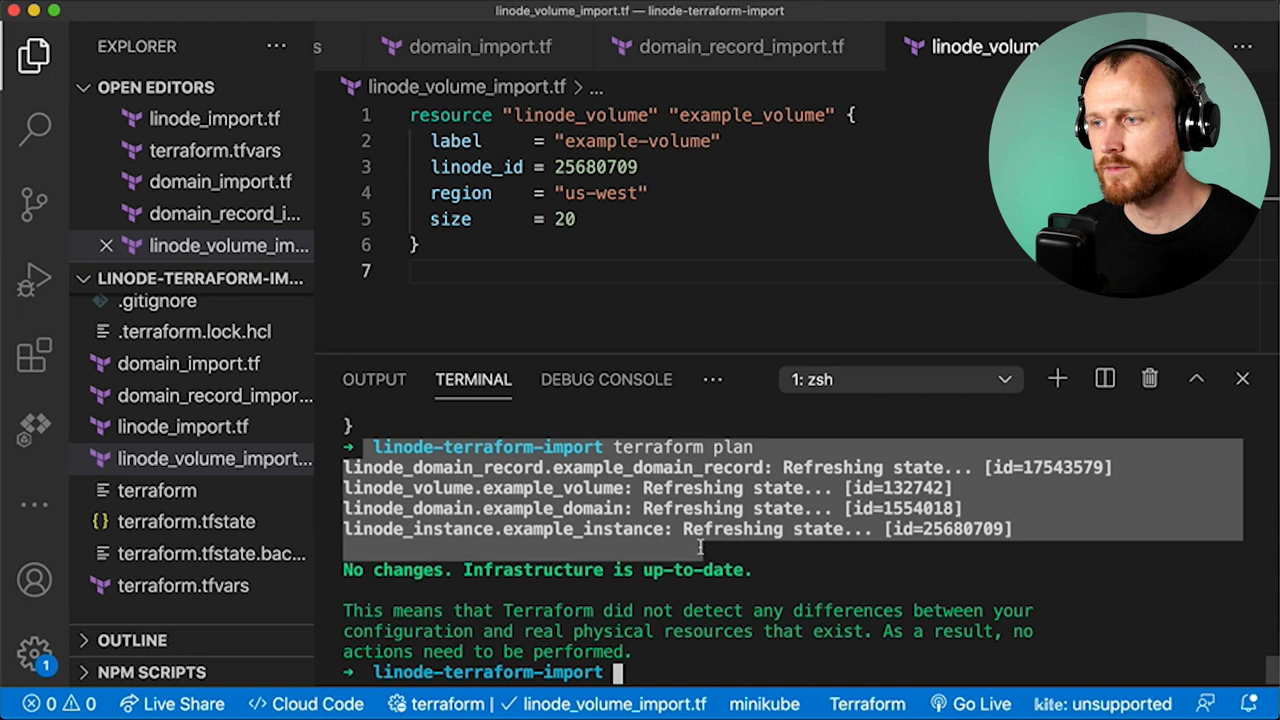 linode_volume_import.tf — linode-terraform-import
EXPLORER
OPEN EDITORS
linode_import.tf
terraform.tfvars
domain_import.tf
domain_record_i...
linode_volume_im...
LINODE-TERRAFORM-IM...
.gitignore
.terraform.lock.hcl
domain_import.tf
domain_record_impor...
linode_import.tf
linode_volume_import...
terraform
terraform.tfstate
terraform.tfstate.bac...
terraform.tfvars
OUTLINE
NPM SCRIPTS
s domain_import.tf domain_record_import.tf linode_volum
linode_volume_import.tf > ...
1 resource "linode_volume" "example_volume" {
2 label = "example-volume"
3 linode_id = 25680709
4 region = "us-west"
5 size = 20
6 }
7
OUTPUT TERMINAL DEBUG CONSOLE ... 1: zsh
}
→ linode-terraform-import terraform plan
linode_domain_record.example_domain_record: Refreshing state... [id=17543579]
linode_volume.example_volume: Refreshing state... [id=132742]
linode_domain.example_domain: Refreshing state... [id=1554018]
linode_instance.example_instance: Refreshing state... [id=25680709]
No changes. Infrastructure is up-to-date.
This means that Terraform did not detect any differences between your
configuration and real physical resources that exist. As a result, no
actions need to be performed.
→ linode-terraform-import
1
0 0 Live Share Cloud Code terraform | ✓ linode_volume_import.tf minikube Terraform Go Live kite: unsupported